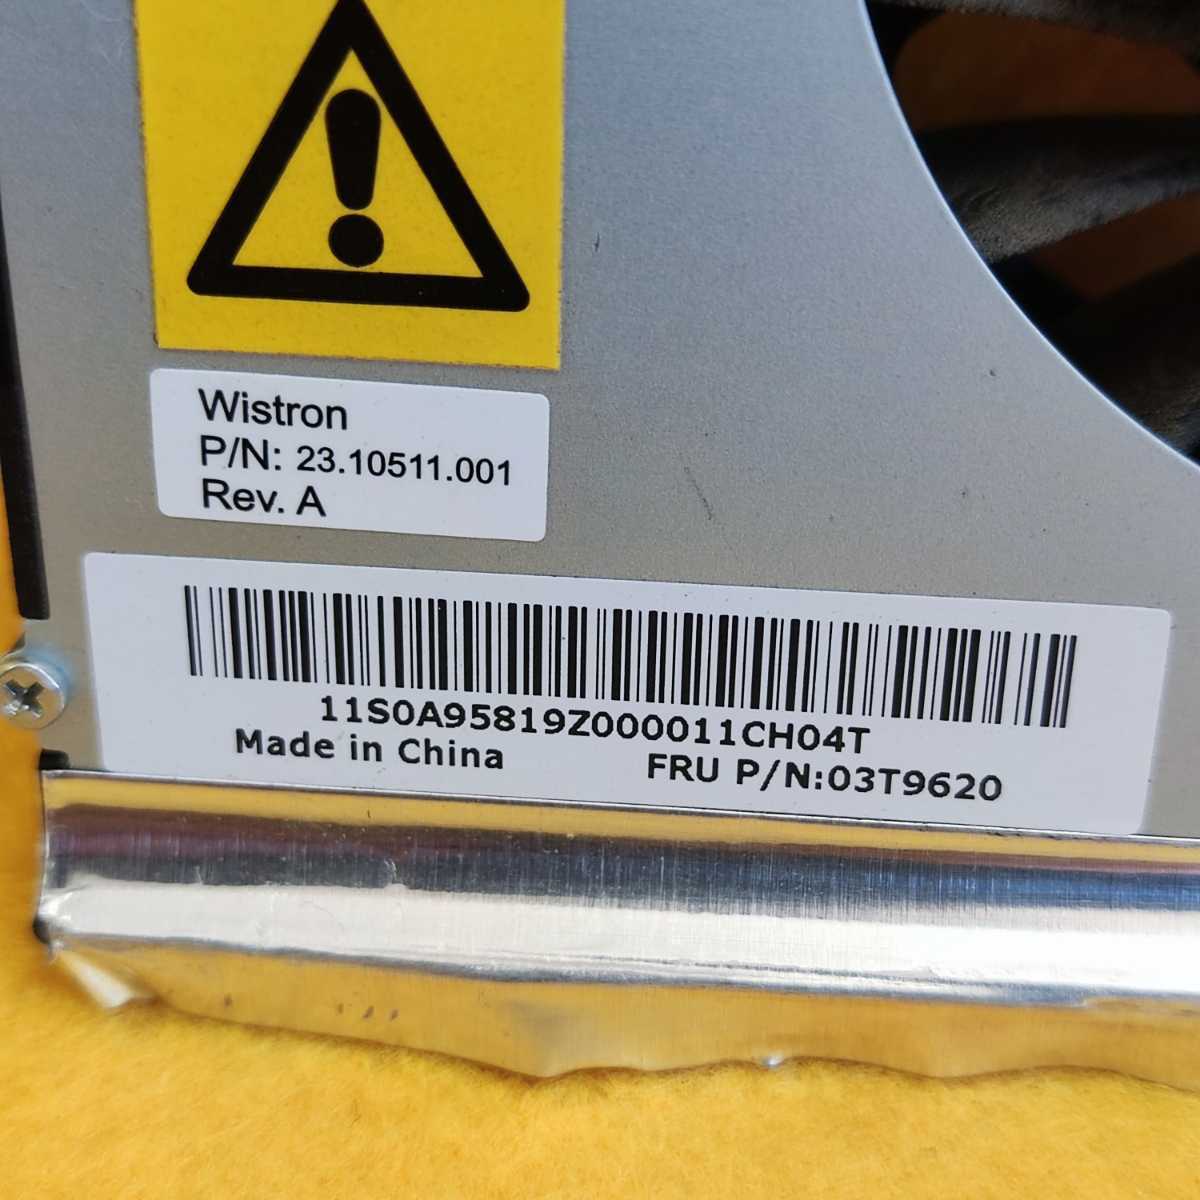 Wistron
P/N: 23.10511.001
Rev. A
11S0A95819Z000011CH04T
Made in China
FRU P/N:03T9620